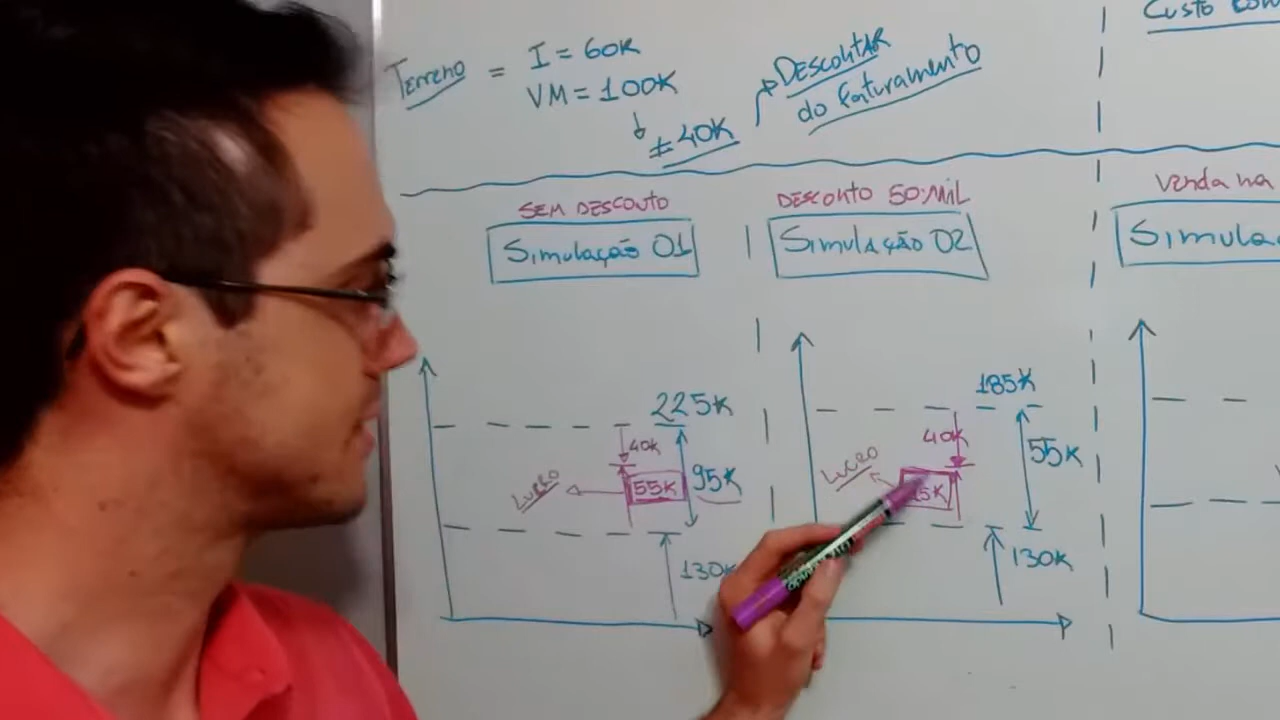 Terreno = I = 60K
VM = 100K
≠ 40K
DESCONTAR
do faturamento
SEM DESCONTO
Simulação 01
225K
40K
55K
95K
LUCRO
130K
DESCONTO 50 MIL
Simulação 02
185K
40K
55K
LUCRO
15K
130K
Custo
Venda na
Simula